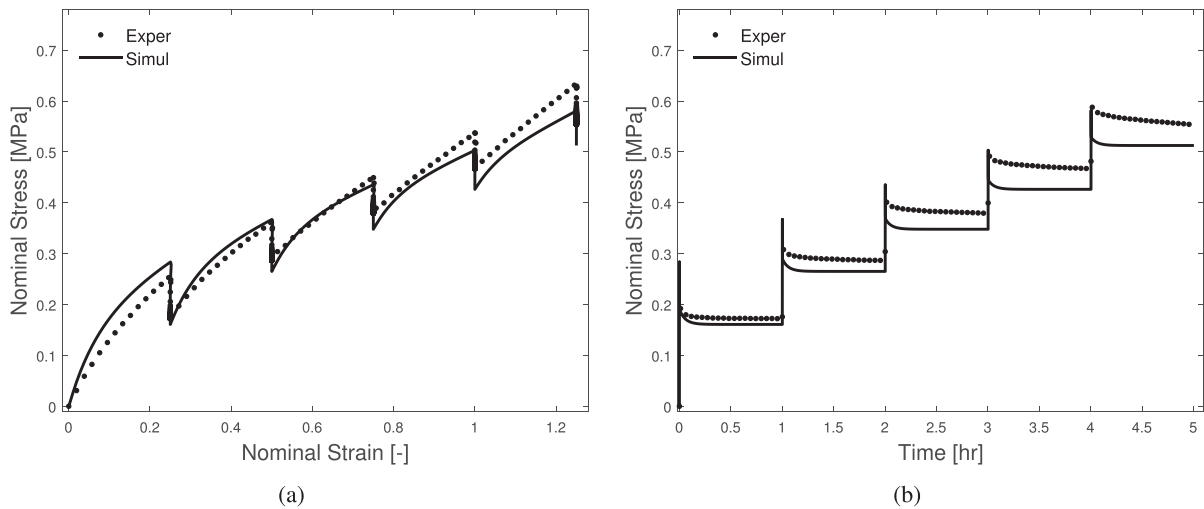 Exper
Simul
0.7
0.6
0.5
0.4
0.3
0.2
0.1
0
Nominal Stress [MPa]
0 0.2 0.4 0.6 0.8 1.0 1.2
Nominal Strain [-]
(a)
Exper
Simul
0.7
0.6
0.5
0.4
0.3
0.2
0.1
0
Nominal Stress [MPa]
0 0.5 1 1.5 2 2.5 3 3.5 4 4.5 5
Time [hr]
(b)